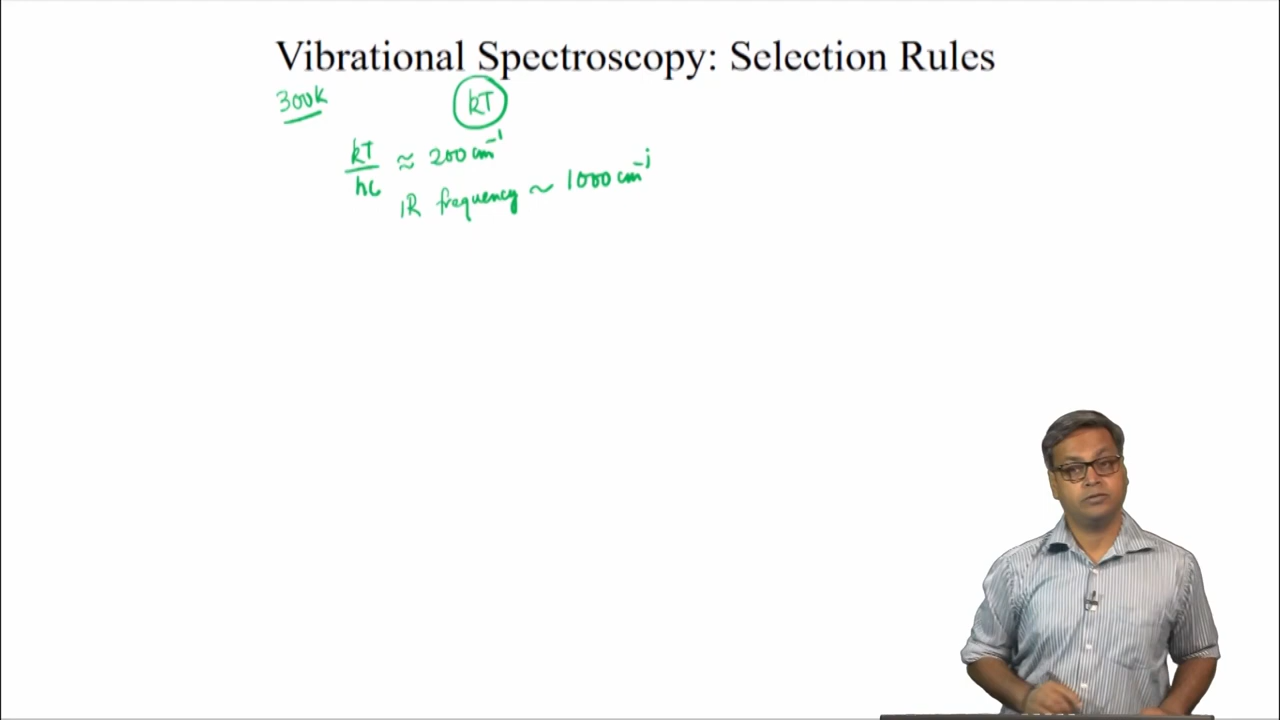 Vibrational Spectroscopy: Selection Rules
300K
kT
kT/hc ≈ 200 cm⁻¹
IR frequency ~ 1000 cm⁻¹